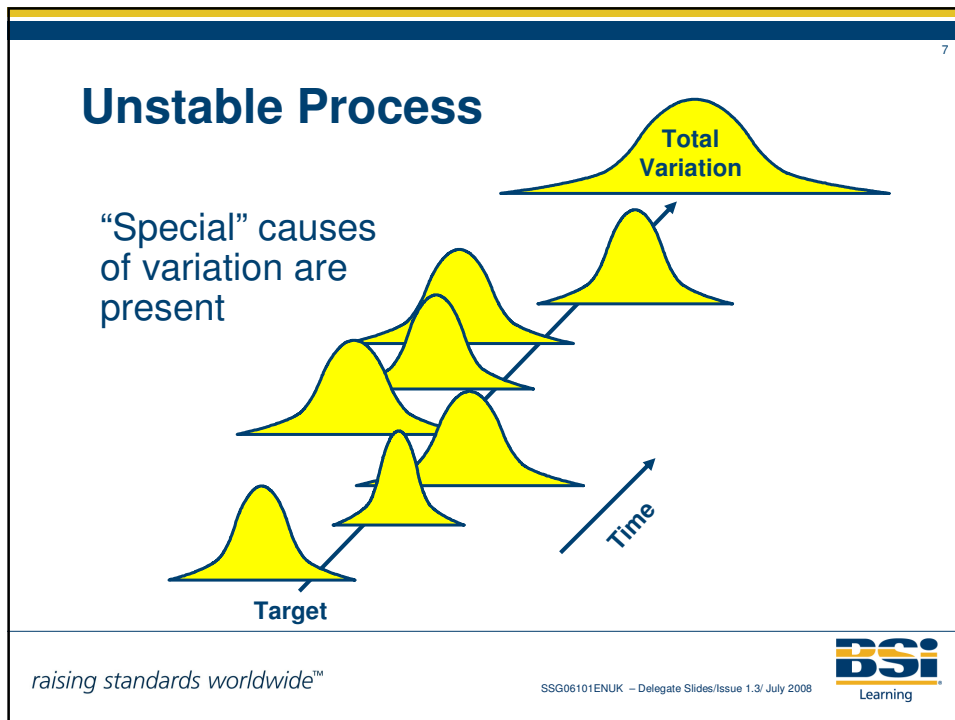 7
Unstable Process
Total
Variation
“Special” causes
of variation are
present
Time
Target
raising standards worldwide™
SSG06101ENUK – Delegate Slides/Issue 1.3/ July 2008
BSi
Learning